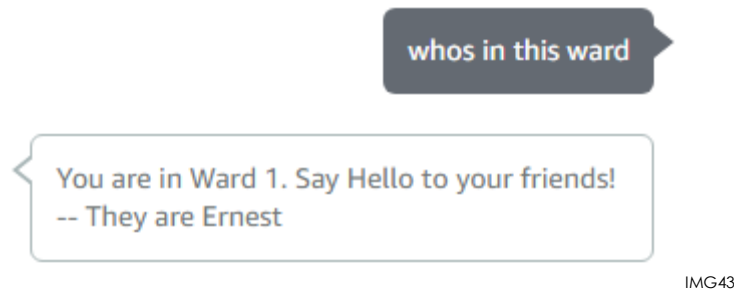 whos in this ward
You are in Ward 1. Say Hello to your friends!
-- They are Ernest
IMG43